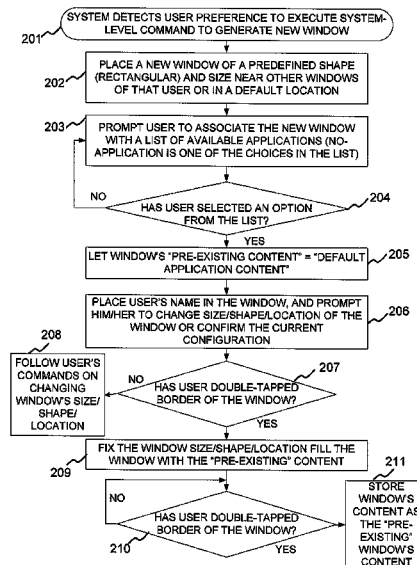 201
SYSTEM DETECTS USER PREFERENCE TO EXECUTE SYSTEM-
LEVEL COMMAND TO GENERATE NEW WINDOW
202
PLACE A NEW WINDOW OF A PREDEFINED SHAPE
(RECTANGULAR) AND SIZE NEAR OTHER WINDOWS
OF THAT USER OR IN A DEFAULT LOCATION
203
PROMPT USER TO ASSOCIATE THE NEW WINDOW
WITH A LIST OF AVAILABLE APPLICATIONS (NO-
APPLICATION IS ONE OF THE CHOICES IN THE LIST)
NO
HAS USER SELECTED AN OPTION
FROM THE LIST?
204
YES
LET WINDOW'S "PRE-EXISTING CONTENT" = "DEFAULT
APPLICATION CONTENT"
205
PLACE USER'S NAME IN THE WINDOW, AND PROMPT
HIM/HER TO CHANGE SIZE/SHAPE/LOCATION OF
THE WINDOW OR CONFIRM THE CURRENT
CONFIGURATION
206
208
FOLLOW USER'S
COMMANDS ON
CHANGING
WINDOW'S SIZE/
SHAPE/
LOCATION
NO
207
HAS USER DOUBLE-TAPPED
BORDER OF THE WINDOW?
YES
FIX THE WINDOW SIZE/SHAPE/LOCATION FILL THE
WINDOW WITH THE "PRE-EXISTING" CONTENT
209
NO
HAS USER DOUBLE-TAPPED
BORDER OF THE WINDOW?
210
YES
211
STORE
WINDOW'S
CONTENT AS
THE "PRE-
EXISTING"
WINDOW'S
CONTENT